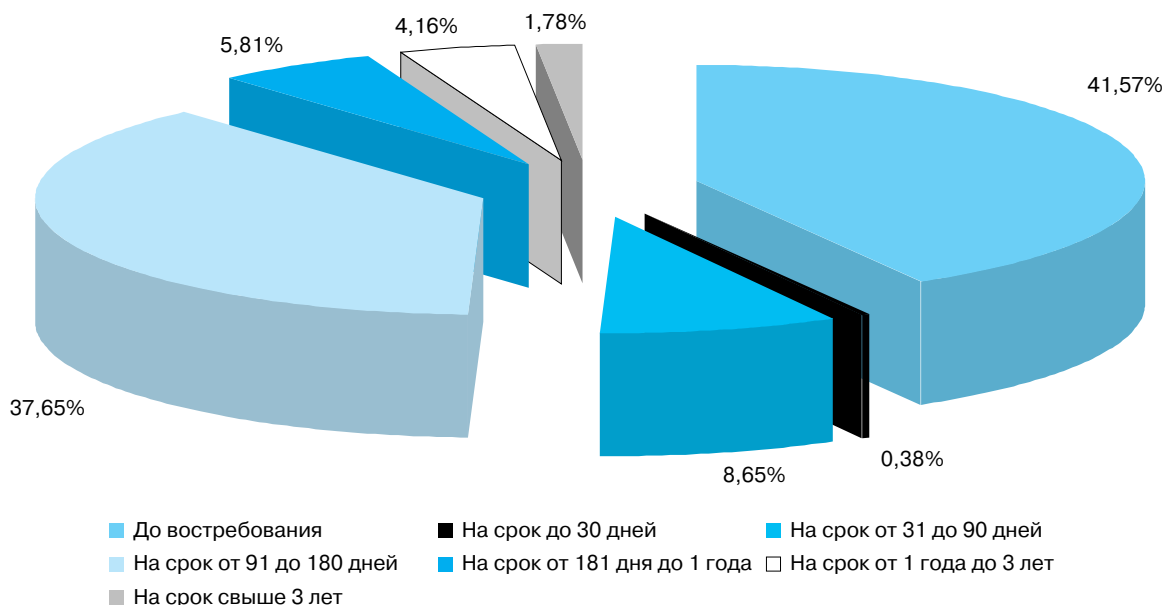 1,78%
4,16%
5,81%
41,57%
37,65%
0,38%
8,65%
До востребования
На срок до 30 дней
На срок от 31 до 90 дней
На срок от 91 до 180 дней
На срок от 181 дня до 1 года
На срок от 1 года до 3 лет
На срок свыше 3 лет